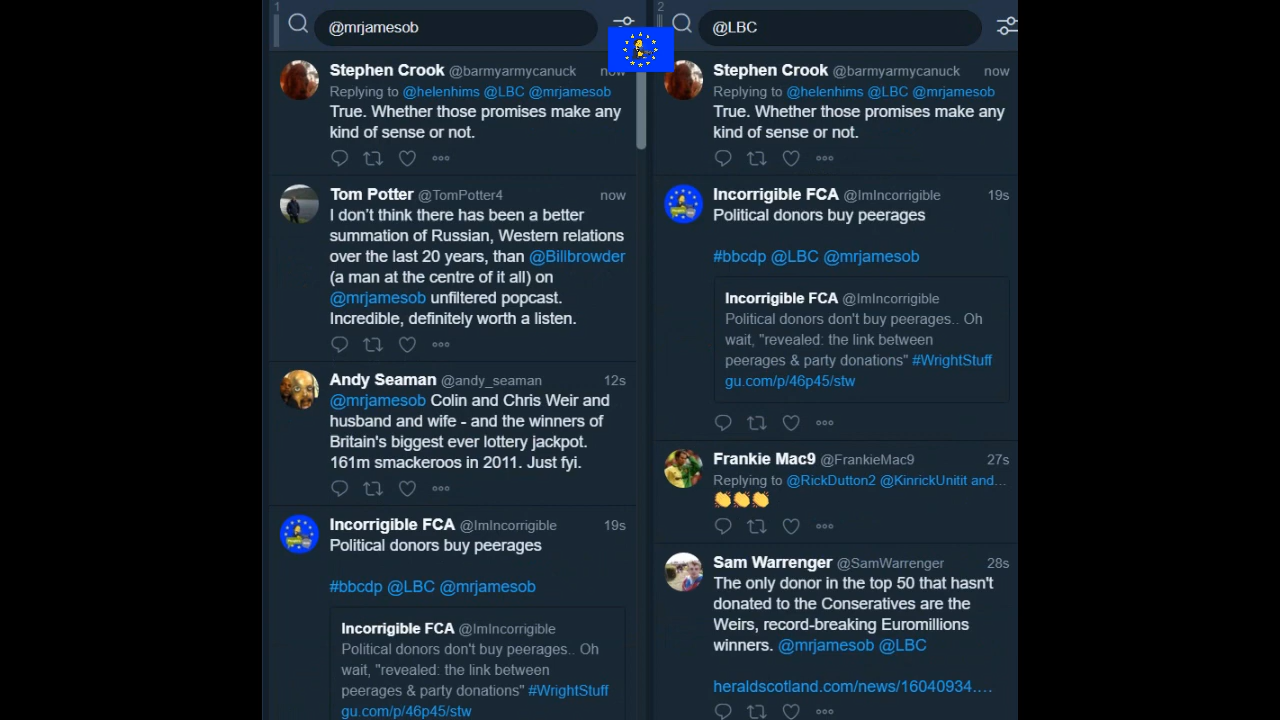 1
@mrjamesob
Stephen Crook @barmyarmycanuck now
Replying to @helenhims @LBC @mrjamesob
True. Whether those promises make any
kind of sense or not.
Tom Potter @TomPotter4 now
I don't think there has been a better
summation of Russian, Western relations
over the last 20 years, than @Billbrowder
(a man at the centre of it all) on
@mrjamesob unfiltered popcast.
Incredible, definitely worth a listen.
Andy Seaman @andy_seaman 12s
@mrjamesob Colin and Chris Weir and
husband and wife - and the winners of
Britain's biggest ever lottery jackpot.
161m smackeroos in 2011. Just fyi.
Incorrigible FCA @ImIncorrigible 19s
Political donors buy peerages
#bbcdp @LBC @mrjamesob
Incorrigible FCA @ImIncorrigible
Political donors don't buy peerages.. Oh
wait, "revealed: the link between
peerages & party donations" #WrightStuff
gu.com/p/46p45/stw
2
@LBC
Stephen Crook @barmyarmycanuck now
Replying to @helenhims @LBC @mrjamesob
True. Whether those promises make any
kind of sense or not.
Incorrigible FCA @ImIncorrigible 19s
Political donors buy peerages
#bbcdp @LBC @mrjamesob
Incorrigible FCA @ImIncorrigible
Political donors don't buy peerages.. Oh
wait, "revealed: the link between
peerages & party donations" #WrightStuff
gu.com/p/46p45/stw
Frankie Mac9 @FrankieMac9 27s
Replying to @RickDutton2 @KinrickUnitit and...
Sam Warrenger @SamWarrenger 28s
The only donor in the top 50 that hasn't
donated to the Conseratives are the
Weirs, record-breaking Euromillions
winners. @mrjamesob @LBC
heraldscotland.com/news/16040934....